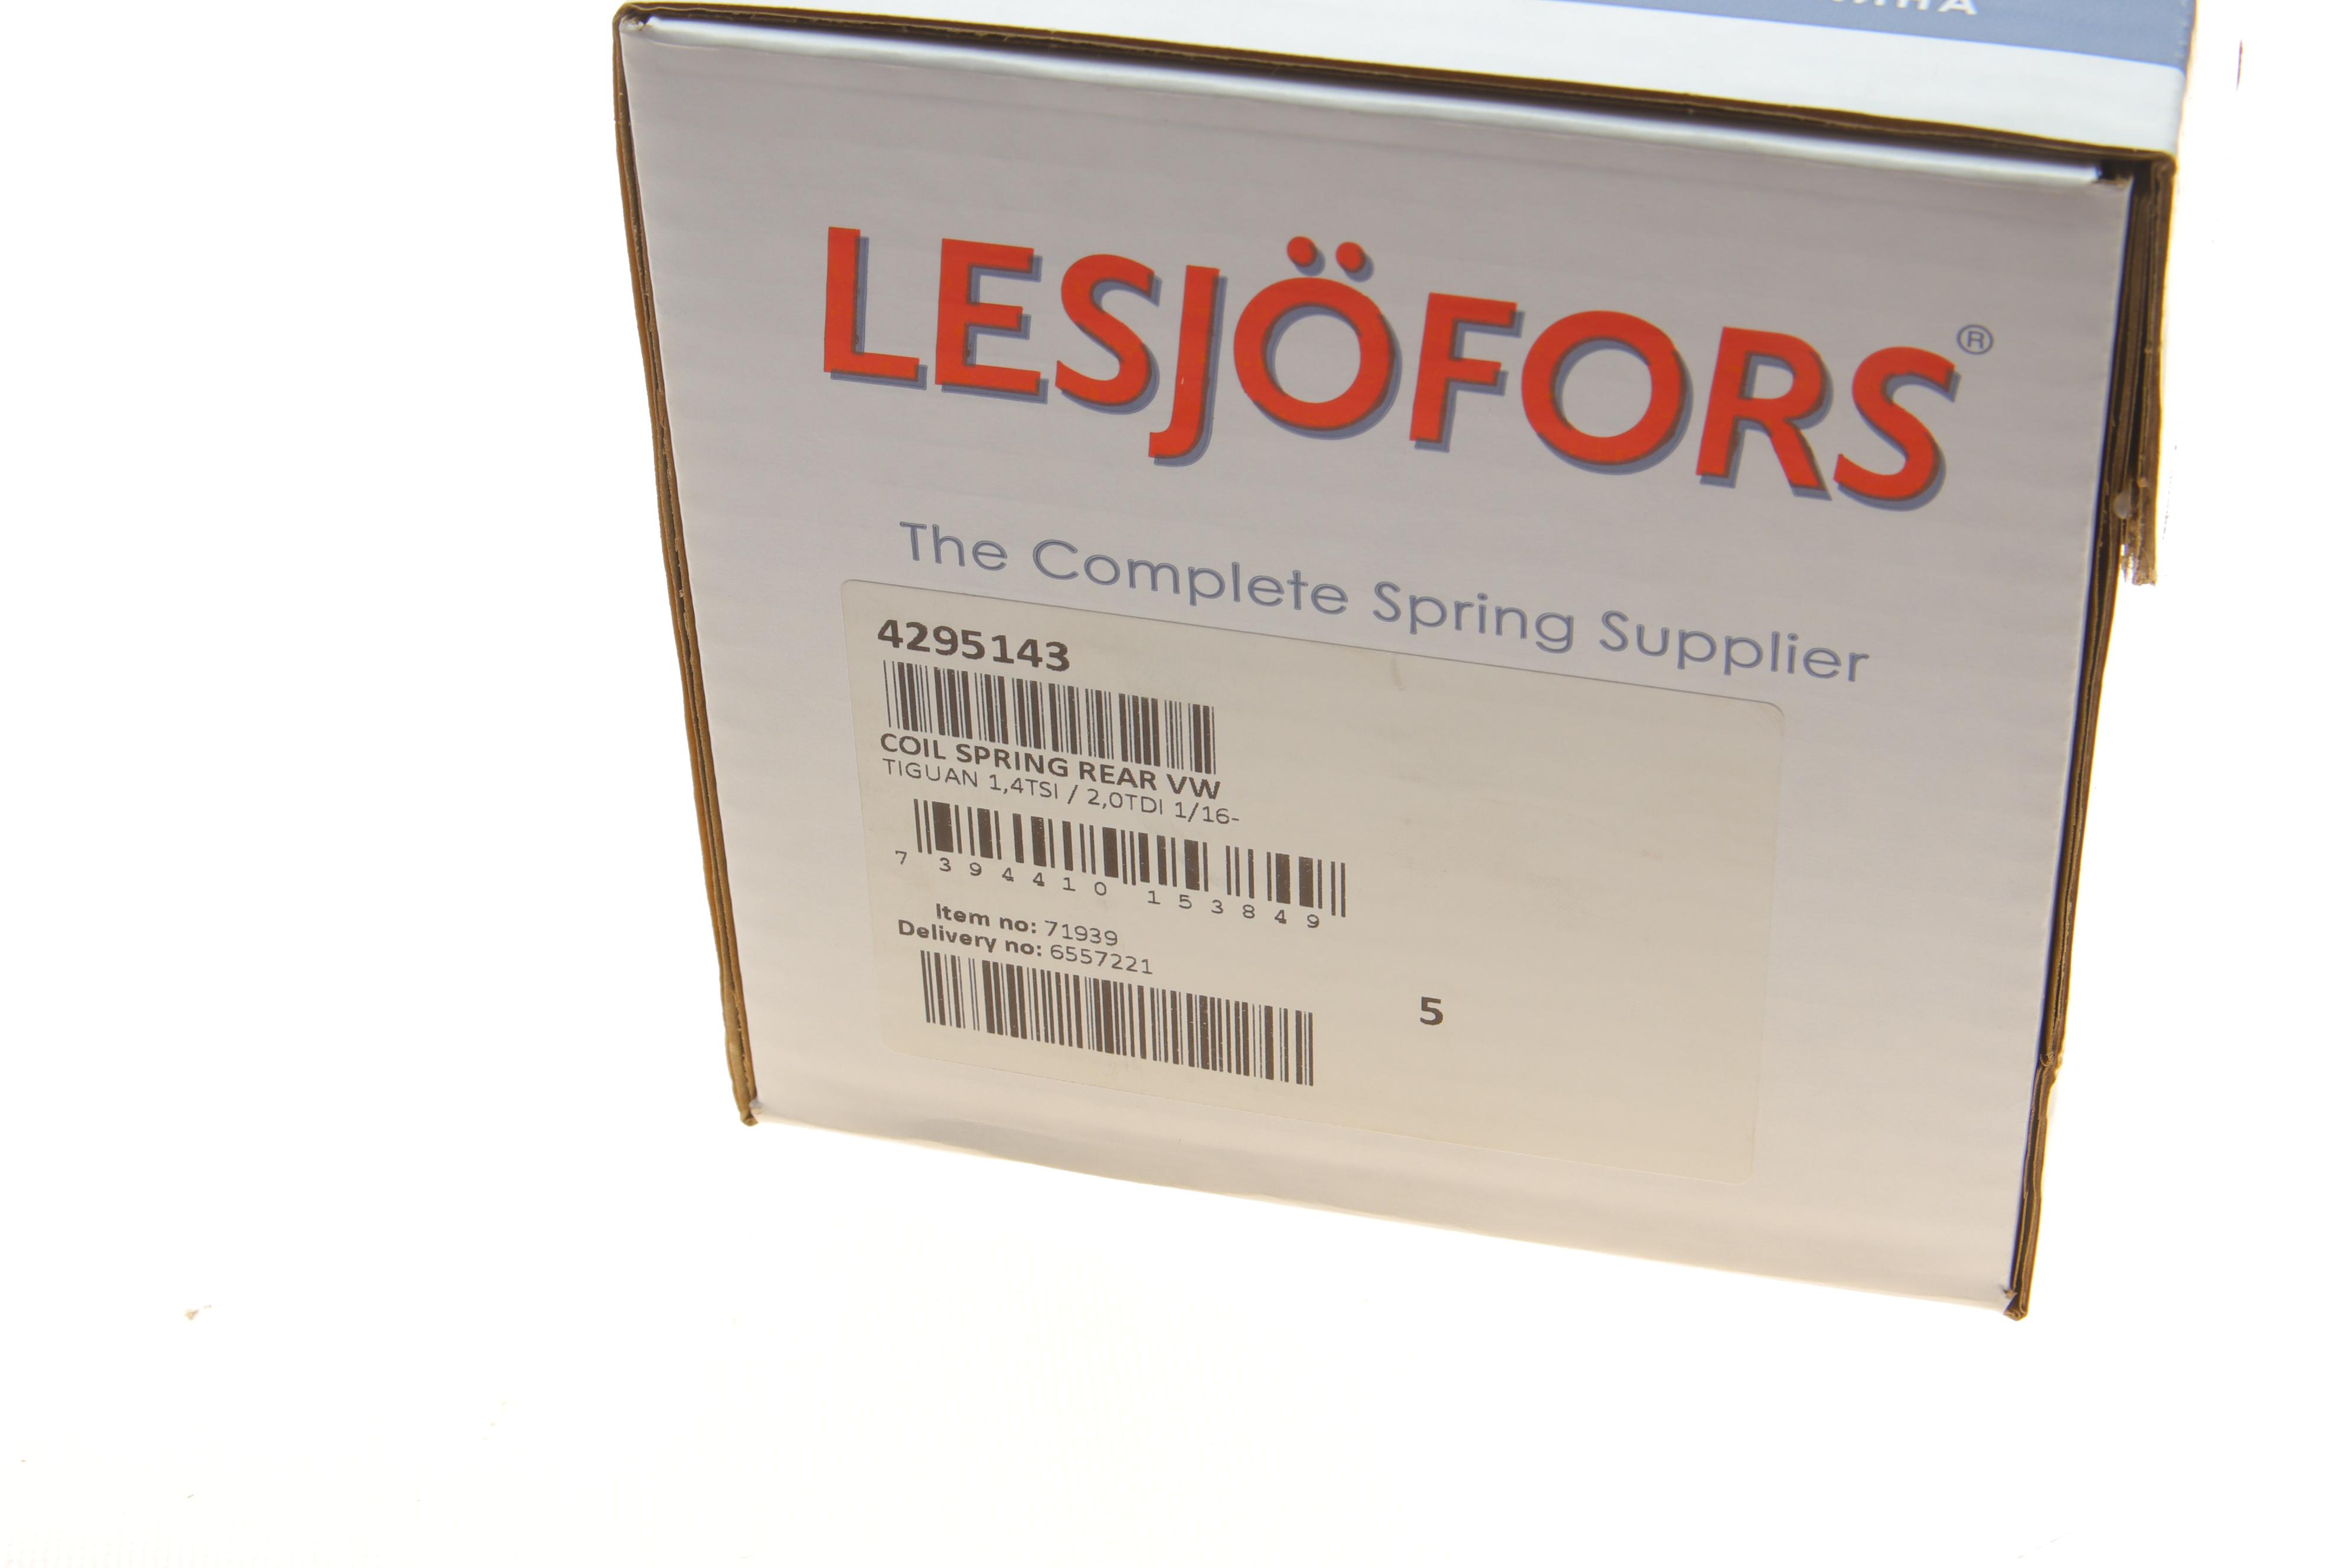 LESJÖFORS®
The Complete Spring Supplier
4295143
COIL SPRING REAR VW
TIGUAN 1,4TSI / 2,0TDI 1/16-
7 394410 153849
Item no: 71939
Delivery no: 6557221
5